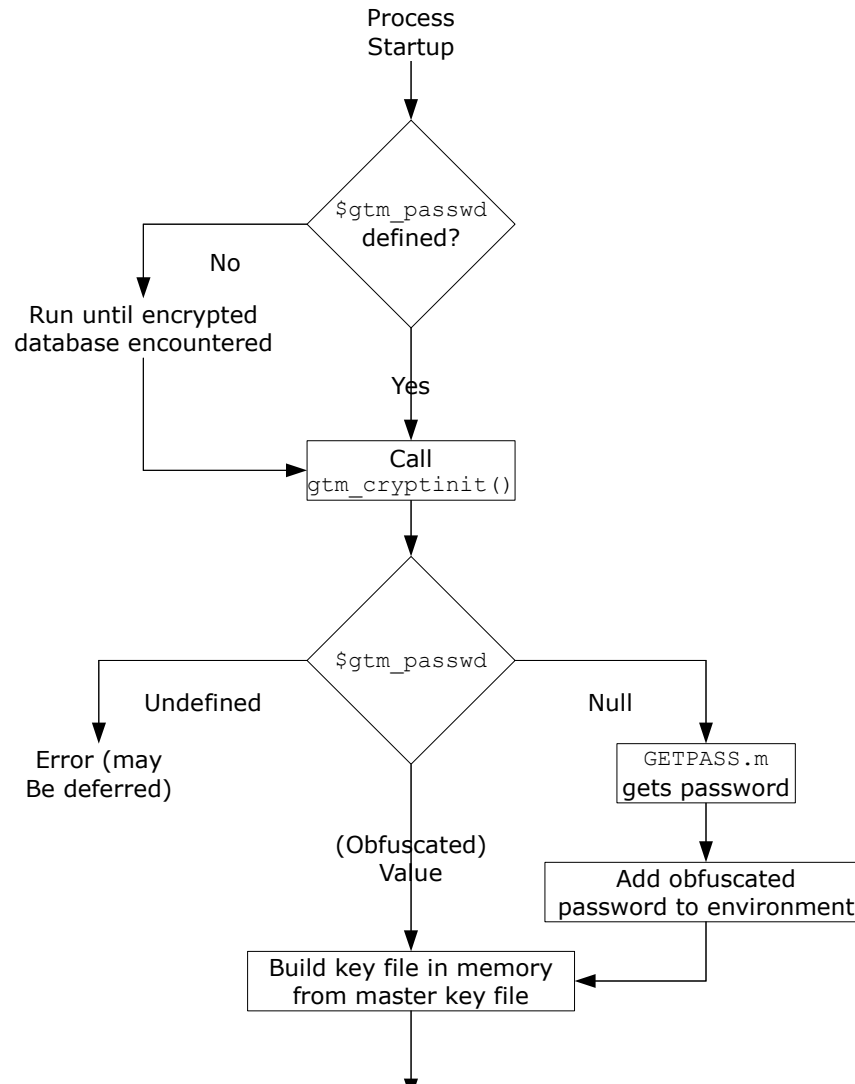 Process
Startup
$gtm_passwd
defined?
No
Run until encrypted
database encountered
Yes
Call
gtm_cryptinit()
$gtm_passwd
Undefined
Null
Error (may
Be deferred)
GETPASS.m
gets password
(Obfuscated)
Value
Add obfuscated
password to environment
Build key file in memory
from master key file